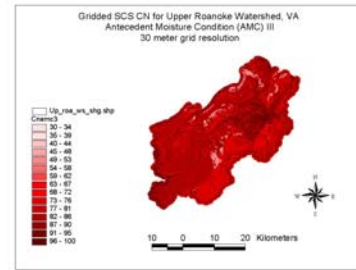 Gridded SCS CN for Upper Roanoke Watershed, VA
Antecedent Moisture Condition (AMC) III
30 meter grid resolution
Up_roa_ws_shg.shp
Cnamc3
30 - 34
35 - 39
40 - 44
45 - 48
49 - 53
54 - 58
59 - 62
63 - 67
68 - 72
73 - 76
77 - 81
82 - 86
87 - 90
91 - 95
96 - 100
N
W E
S
10 0 10 20 Kilometers